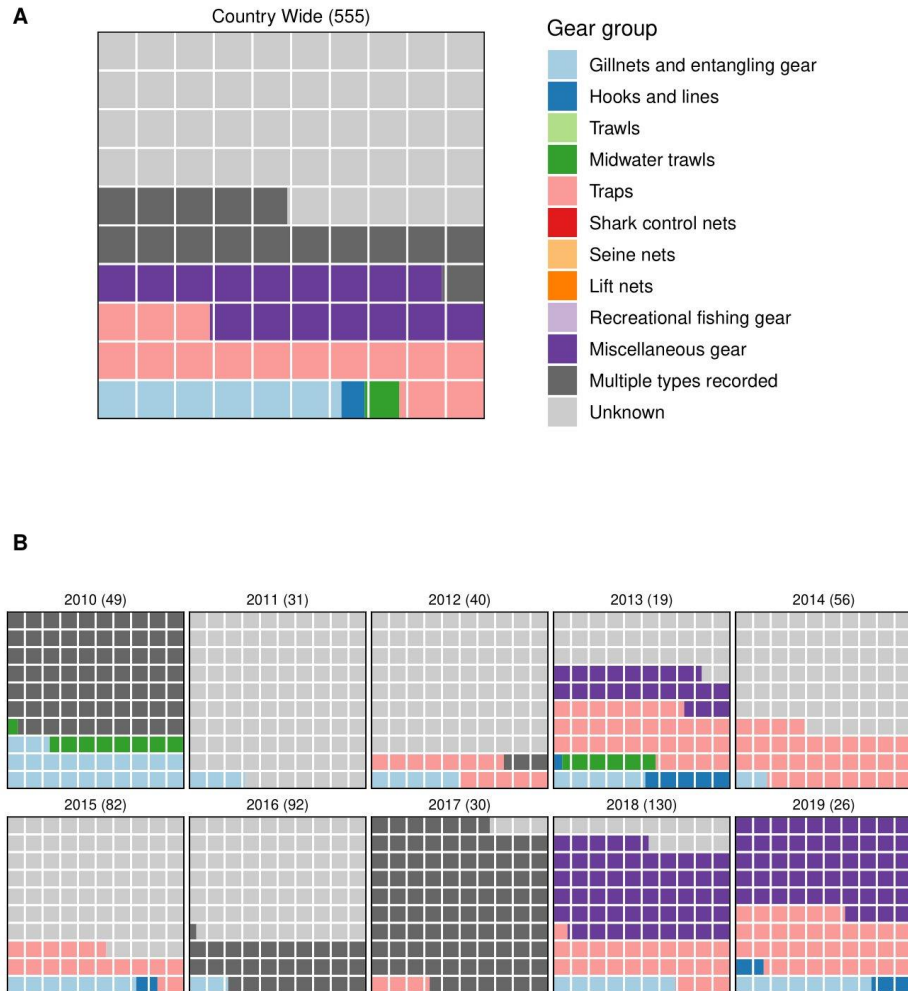 A
Country Wide (555)
Gear group
Gillnets and entangling gear
Hooks and lines
Trawls
Midwater trawls
Traps
Shark control nets
Seine nets
Lift nets
Recreational fishing gear
Miscellaneous gear
Multiple types recorded
Unknown
B
2010 (49)
2011 (31)
2012 (40)
2013 (19)
2014 (56)
2015 (82)
2016 (92)
2017 (30)
2018 (130)
2019 (26)